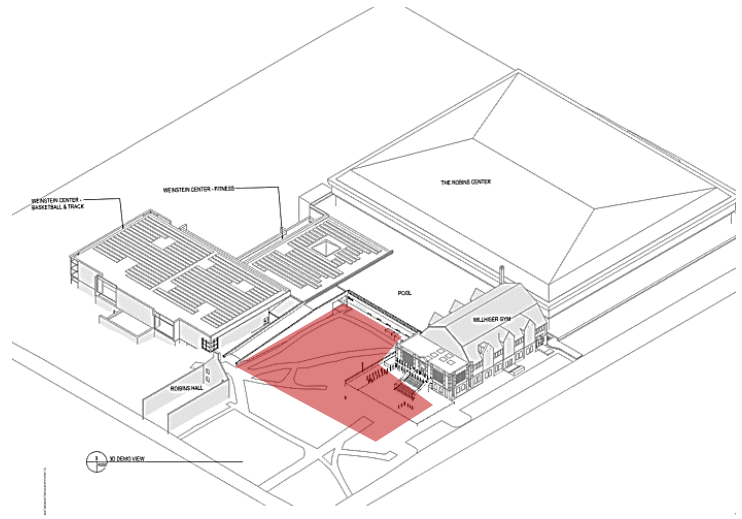 THE ROBINS CENTER
WEINSTEIN CENTER - FITNESS
WEINSTEIN CENTER -
BASKETBALL & TRACK
POOL
MILLHISER GYM
ROBINS HALL
3D DEMO VIEW